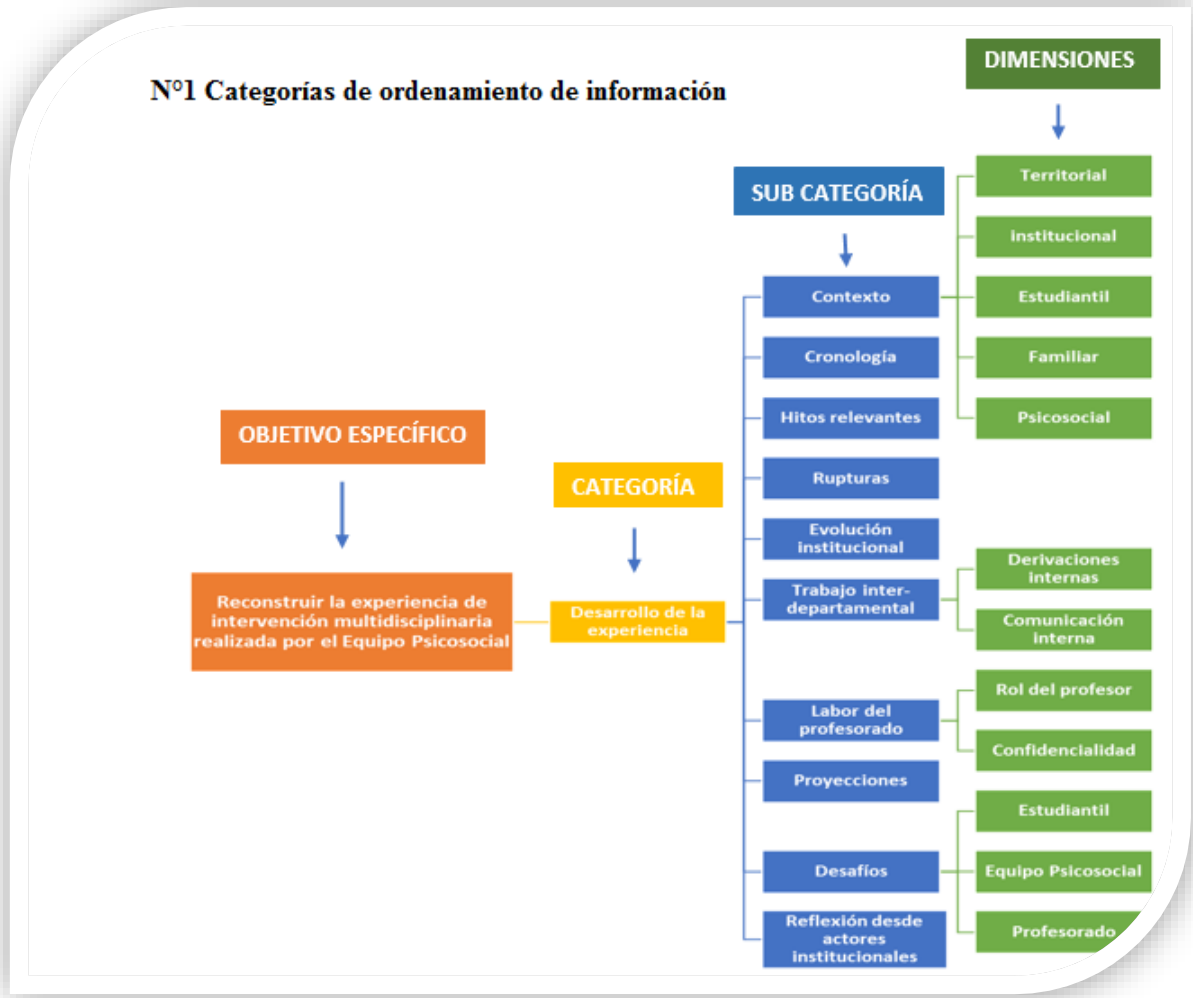 N°1 Categorías de ordenamiento de información
DIMENSIONES
SUB CATEGORÍA
OBJETIVO ESPECÍFICO
CATEGORÍA
Reconstruir la experiencia de
intervención multidisciplinaria
realizada por el Equipo Psicosocial
Desarrollo de la
experiencia
Contexto
Territorial
institucional
Estudiantil
Familiar
Psicosocial
Cronología
Hitos relevantes
Rupturas
Evolución
institucional
Trabajo inter-
departamental
Derivaciones
internas
Comunicación
interna
Labor del
profesorado
Rol del profesor
Confidencialidad
Proyecciones
Desafíos
Estudiantil
Equipo Psicosocial
Profesorado
Reflexión desde
actores
institucionales